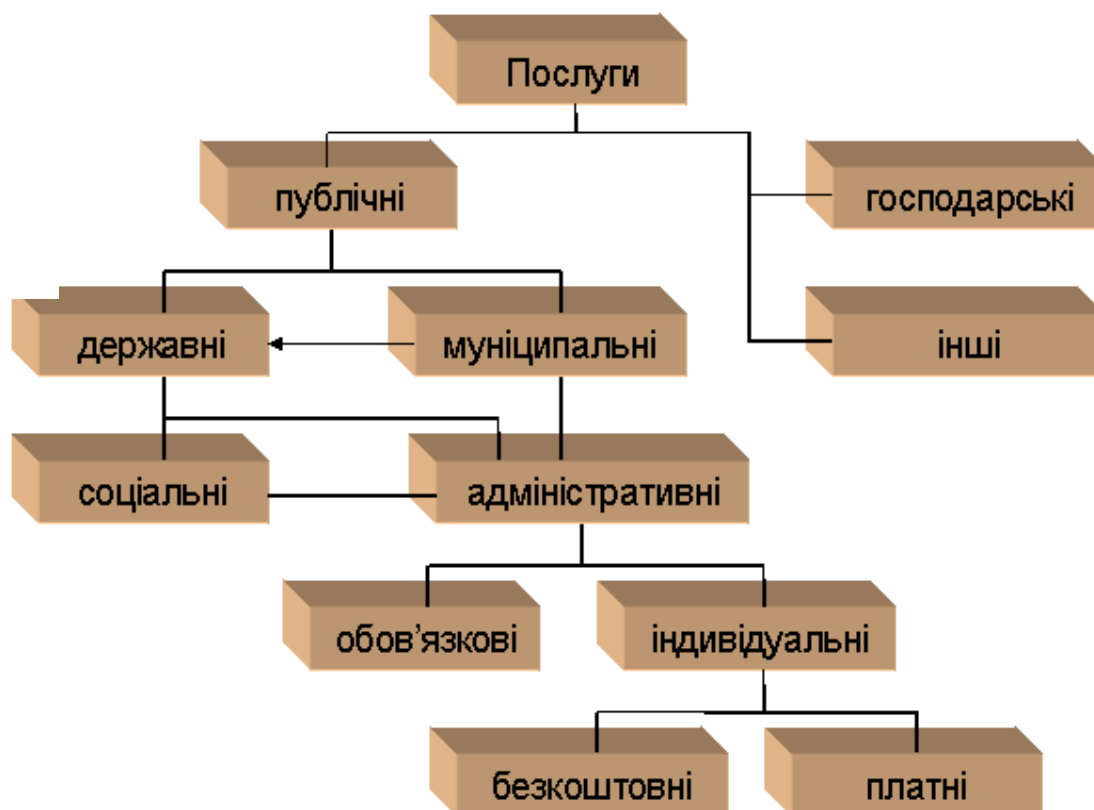 Послуги
публічні
господарські
державні
муніципальні
інші
соціальні
адміністративні
обов’язкові
індивідуальні
безкоштовні
платні